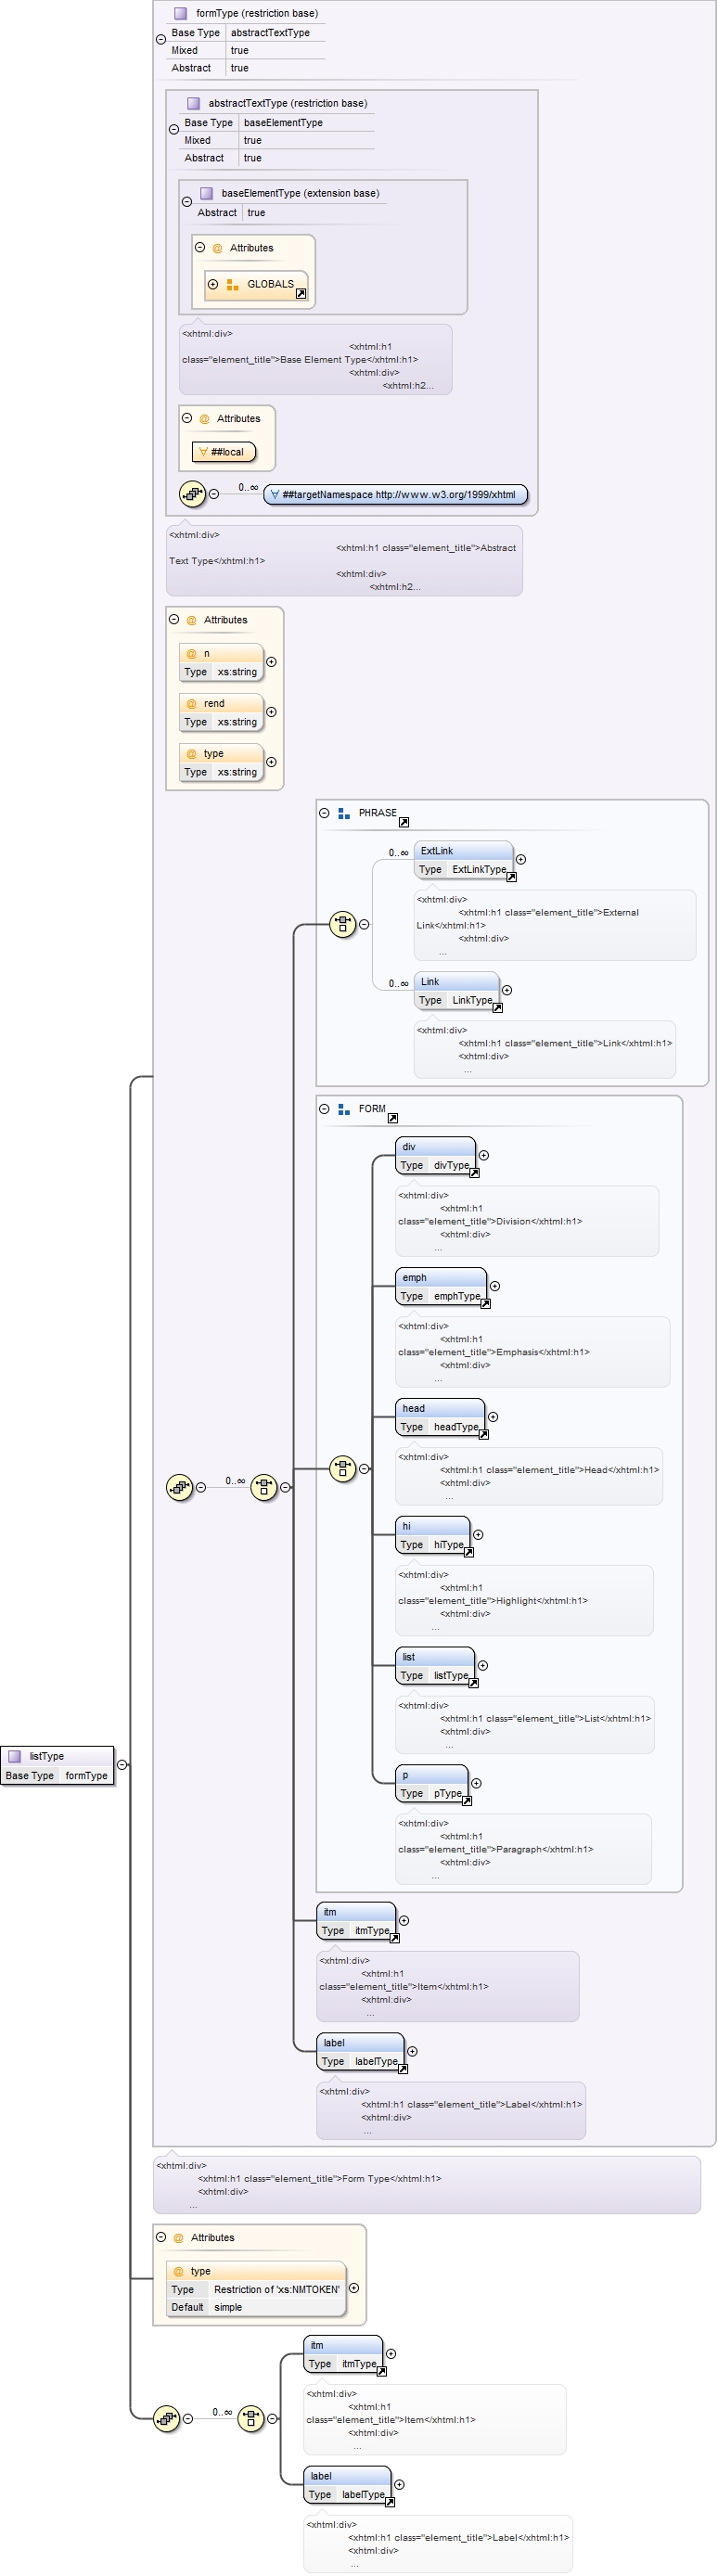 formType (restriction base)
Base Type abstractTextType
Mixed true
Abstract true
abstractTextType (restriction base)
Base Type baseElementType
Mixed true
Abstract true
baseElementType (extension base)
Abstract true
@ Attributes
GLOBALS
<xhtml:div>
<xhtml:h1
class="element_title">Base Element Type</xhtml:h1>
<xhtml:div>
<xhtml:h2...
@ Attributes
∀ ##local
0..∞ ∀ ##targetNamespace http://www.w3.org/1999/xhtml
<xhtml:div>
<xhtml:h1 class="element_title">Abstract
Text Type</xhtml:h1>
<xhtml:div>
<xhtml:h2...
@ Attributes
@ n
Type xs:string
@ rend
Type xs:string
@ type
Type xs:string
PHRASE
0..∞ ExtLink
Type ExtLinkType
<xhtml:div>
<xhtml:h1 class="element_title">External
Link</xhtml:h1>
<xhtml:div>
...
0..∞ Link
Type LinkType
<xhtml:div>
<xhtml:h1 class="element_title">Link</xhtml:h1>
<xhtml:div>
...
FORM
div
Type divType
<xhtml:div>
<xhtml:h1
class="element_title">Division</xhtml:h1>
<xhtml:div>
...
emph
Type emphType
<xhtml:div>
<xhtml:h1
class="element_title">Emphasis</xhtml:h1>
<xhtml:div>
...
head
Type headType
<xhtml:div>
<xhtml:h1 class="element_title">Head</xhtml:h1>
<xhtml:div>
...
0..∞
hi
Type hiType
<xhtml:div>
<xhtml:h1
class="element_title">Highlight</xhtml:h1>
<xhtml:div>
...
list
Type listType
<xhtml:div>
<xhtml:h1 class="element_title">List</xhtml:h1>
<xhtml:div>
...
listType
Base Type formType
p
Type pType
<xhtml:div>
<xhtml:h1
class="element_title">Paragraph</xhtml:h1>
<xhtml:div>
...
itm
Type itmType
<xhtml:div>
<xhtml:h1
class="element_title">Item</xhtml:h1>
<xhtml:div>
...
label
Type labelType
<xhtml:div>
<xhtml:h1 class="element_title">Label</xhtml:h1>
<xhtml:div>
...
<xhtml:div>
<xhtml:h1 class="element_title">Form Type</xhtml:h1>
<xhtml:div>
...
@ Attributes
@ type
Type Restriction of 'xs:NMTOKEN'
Default simple
itm
Type itmType
<xhtml:div>
<xhtml:h1
class="element_title">Item</xhtml:h1>
<xhtml:div>
...
0..∞
label
Type labelType
<xhtml:div>
<xhtml:h1 class="element_title">Label</xhtml:h1>
<xhtml:div>
...